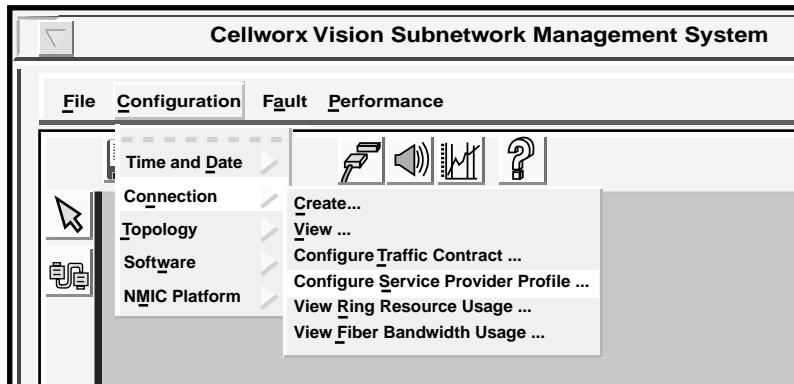 Cellworx Vision Subnetwork Management System
File Configuration Fault Performance
Time and Date
Connection
Topology
Software
NMIC Platform
Create...
View ...
Configure Traffic Contract ...
Configure Service Provider Profile ...
View Ring Resource Usage ...
View Fiber Bandwidth Usage ...